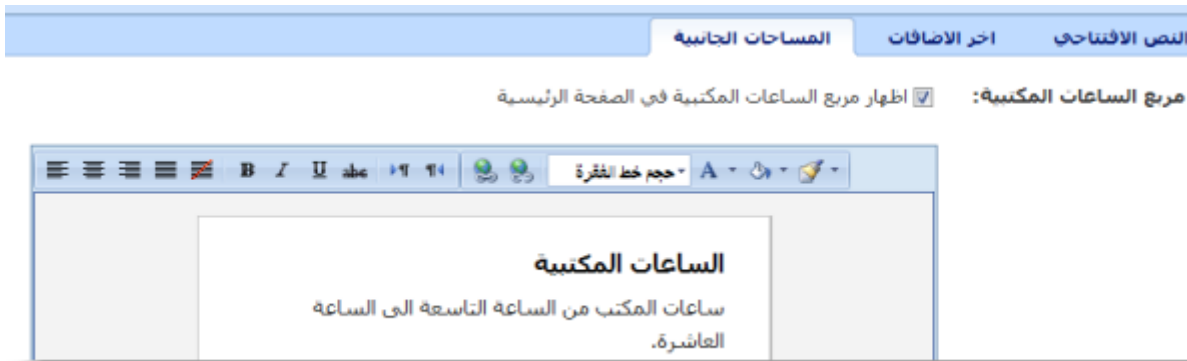 النص الافتتاحي اخر الاضافات المساحات الجانبية
مربع الساعات المكتبية: اظهار مربع الساعات المكتبية في الصفحة الرئيسية
B I U abc حجم خط الفقرة A
الساعات المكتبية
ساعات المكتب من الساعة التاسعة الى الساعة
العاشرة.